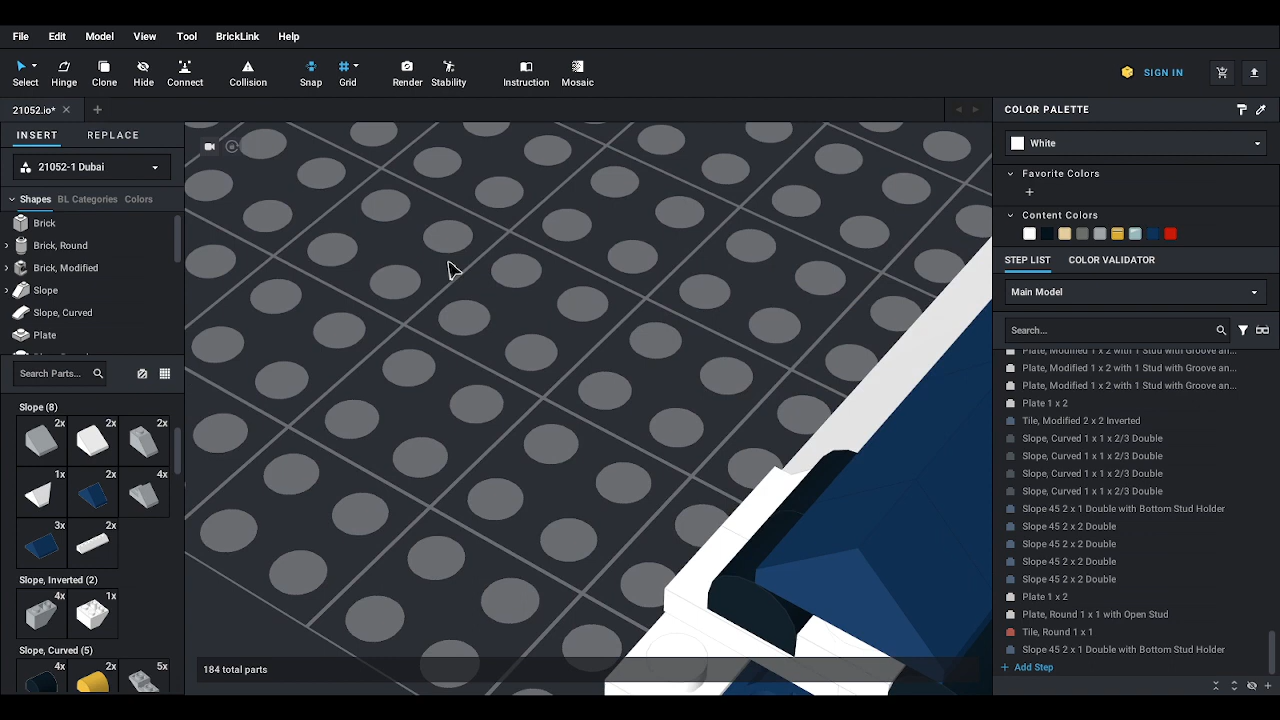 File Edit Model View Tool BrickLink Help
Select Hinge Clone Hide Connect Collision Snap Grid Render Stability Instruction Mosaic
SIGN IN
21052.io*
INSERT REPLACE
21052-1 Dubai
Shapes BL Categories Colors
Brick
Brick, Round
Brick, Modified
Slope
Slope, Curved
Plate
Search Parts...
Slope (8)
2x 2x 2x
1x 2x 4x
3x 2x
Slope, Inverted (2)
4x 1x
Slope, Curved (5)
4x 2x 5x
184 total parts
COLOR PALETTE
White
Favorite Colors
+
Content Colors
STEP LIST COLOR VALIDATOR
Main Model
Search...
Plate, Modified 1 x 2 with 1 Stud with Groove an...
Plate, Modified 1 x 2 with 1 Stud with Groove an...
Plate, Modified 1 x 2 with 1 Stud with Groove an...
Plate 1 x 2
Tile, Modified 2 x 2 Inverted
Slope, Curved 1 x 1 x 2/3 Double
Slope, Curved 1 x 1 x 2/3 Double
Slope, Curved 1 x 1 x 2/3 Double
Slope, Curved 1 x 1 x 2/3 Double
Slope 45 2 x 1 Double with Bottom Stud Holder
Slope 45 2 x 2 Double
Slope 45 2 x 2 Double
Slope 45 2 x 2 Double
Slope 45 2 x 2 Double
Plate 1 x 2
Plate, Round 1 x 1 with Open Stud
Tile, Round 1 x 1
Slope 45 2 x 1 Double with Bottom Stud Holder
+ Add Step